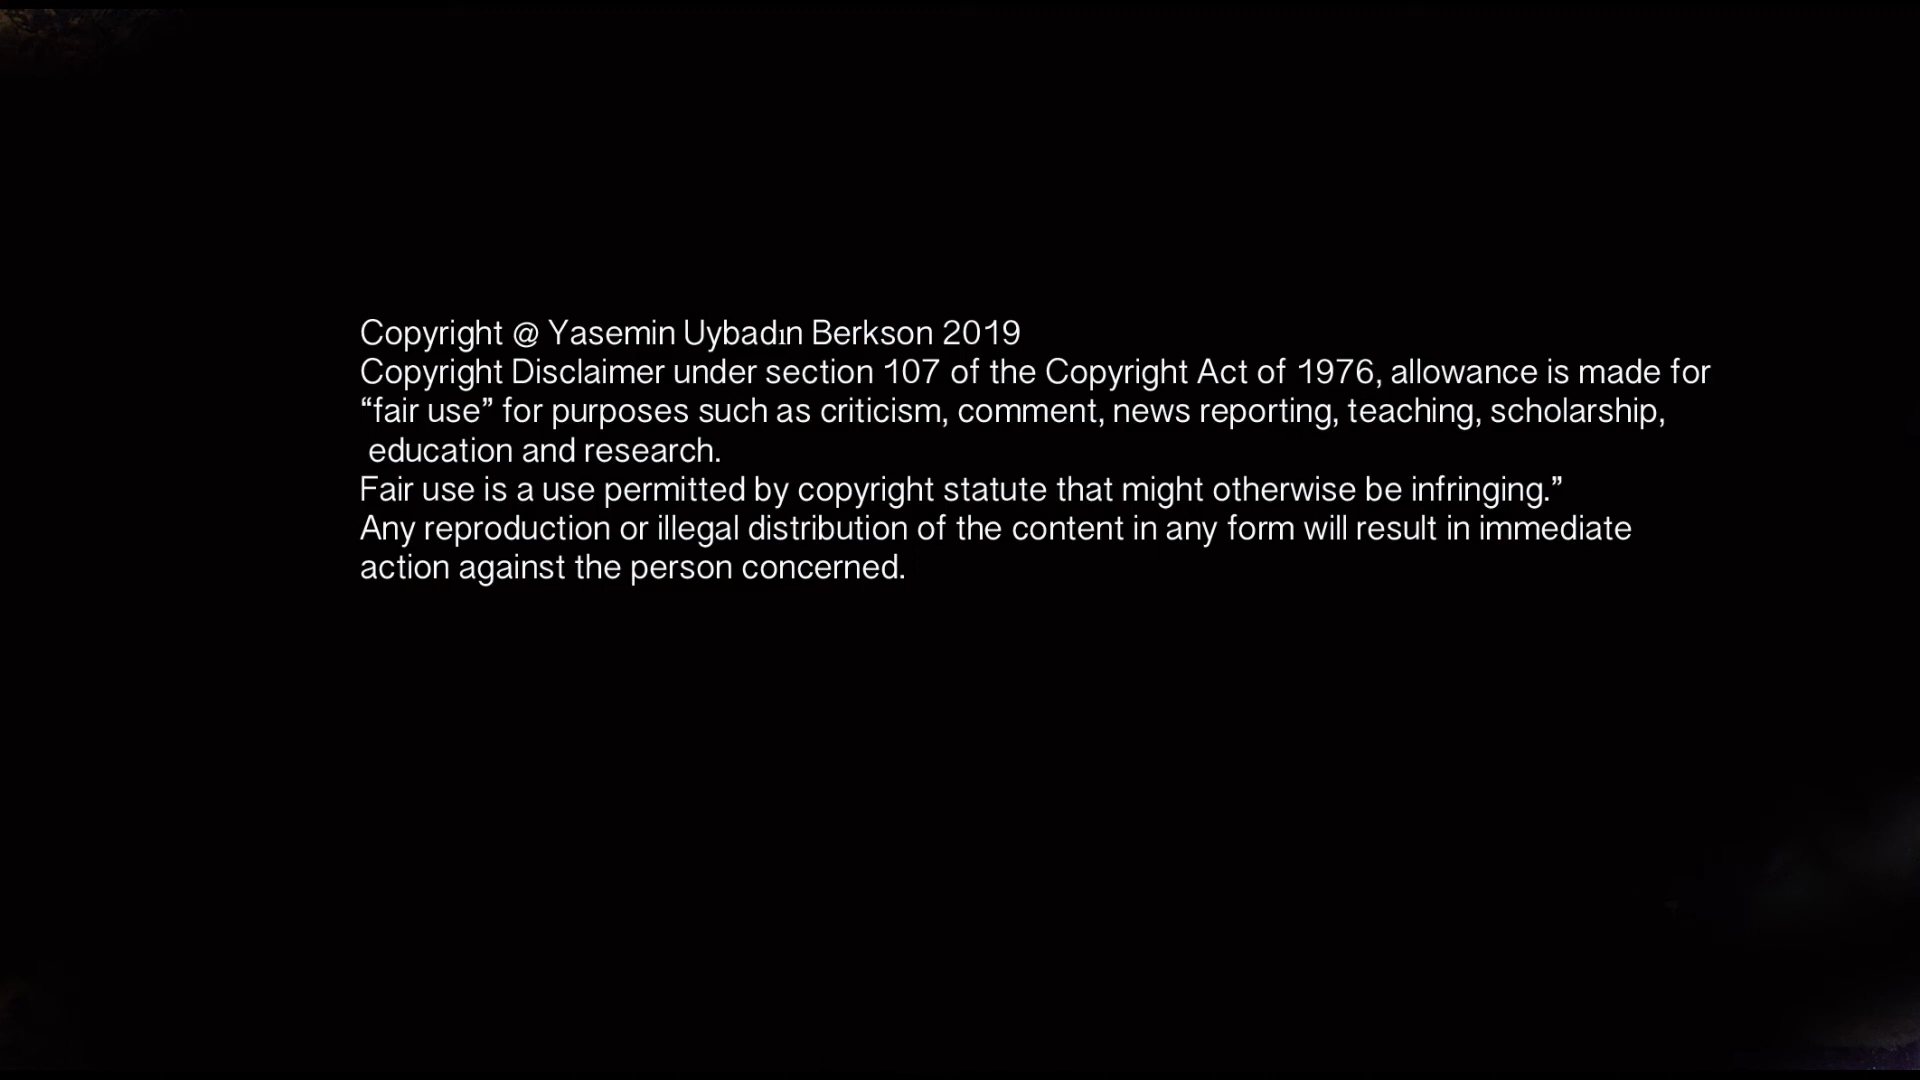 Copyright @ Yasemin Uybadın Berkson 2019
Copyright Disclaimer under section 107 of the Copyright Act of 1976, allowance is made for
“fair use” for purposes such as criticism, comment, news reporting, teaching, scholarship,
education and research.
Fair use is a use permitted by copyright statute that might otherwise be infringing.”
Any reproduction or illegal distribution of the content in any form will result in immediate
action against the person concerned.